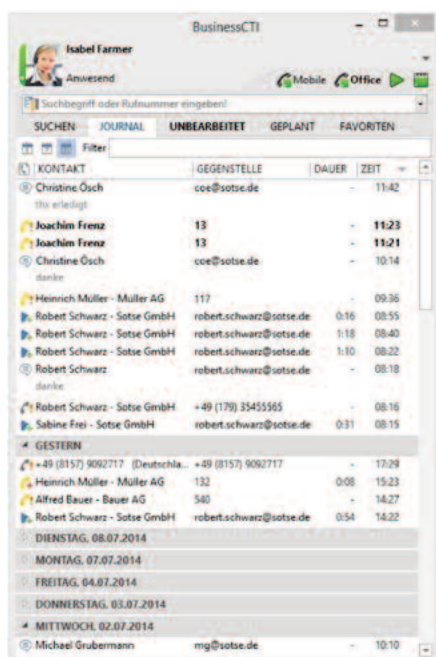 BusinessCTI
Isabel Farmer
Anwesend
Mobile Office
Suchbegriff oder Rufnummer eingeben!
SUCHEN JOURNAL UNBEARBEITET GEPLANT FAVORITEN
Filter
KONTAKT GEGENSTELLE DAUER ZEIT
Christine Ösch coe@sotse.de - 11:42
thx erledigt
Joachim Frenz 13 - 11:23
Joachim Frenz 13 - 11:21
Christine Ösch coe@sotse.de - 10:14
danke
Heinrich Müller - Müller AG 117 - 09:36
Robert Schwarz - Sotse GmbH robert.schwarz@sotse.de 0:16 08:55
Robert Schwarz - Sotse GmbH robert.schwarz@sotse.de 1:18 08:40
Robert Schwarz - Sotse GmbH robert.schwarz@sotse.de 1:10 08:22
Robert Schwarz robert.schwarz@sotse.de - 08:18
danke
Robert Schwarz - Sotse GmbH +49 (179) 35455565 - 08:16
Sabine Frei - Sotse GmbH robert.schwarz@sotse.de 0:31 08:15
GESTERN
+49 (8157) 9092717 (Deutschla... +49 (8157) 9092717 - 17:29
Heinrich Müller - Müller AG 132 0:08 15:23
Alfred Bauer - Bauer AG 540 - 14:27
Robert Schwarz - Sotse GmbH robert.schwarz@sotse.de 0:54 14:22
DIENSTAG, 08.07.2014
MONTAG, 07.07.2014
FREITAG, 04.07.2014
DONNERSTAG, 03.07.2014
MITTWOCH, 02.07.2014
Michael Grubermann mg@sotse.de - 10:10